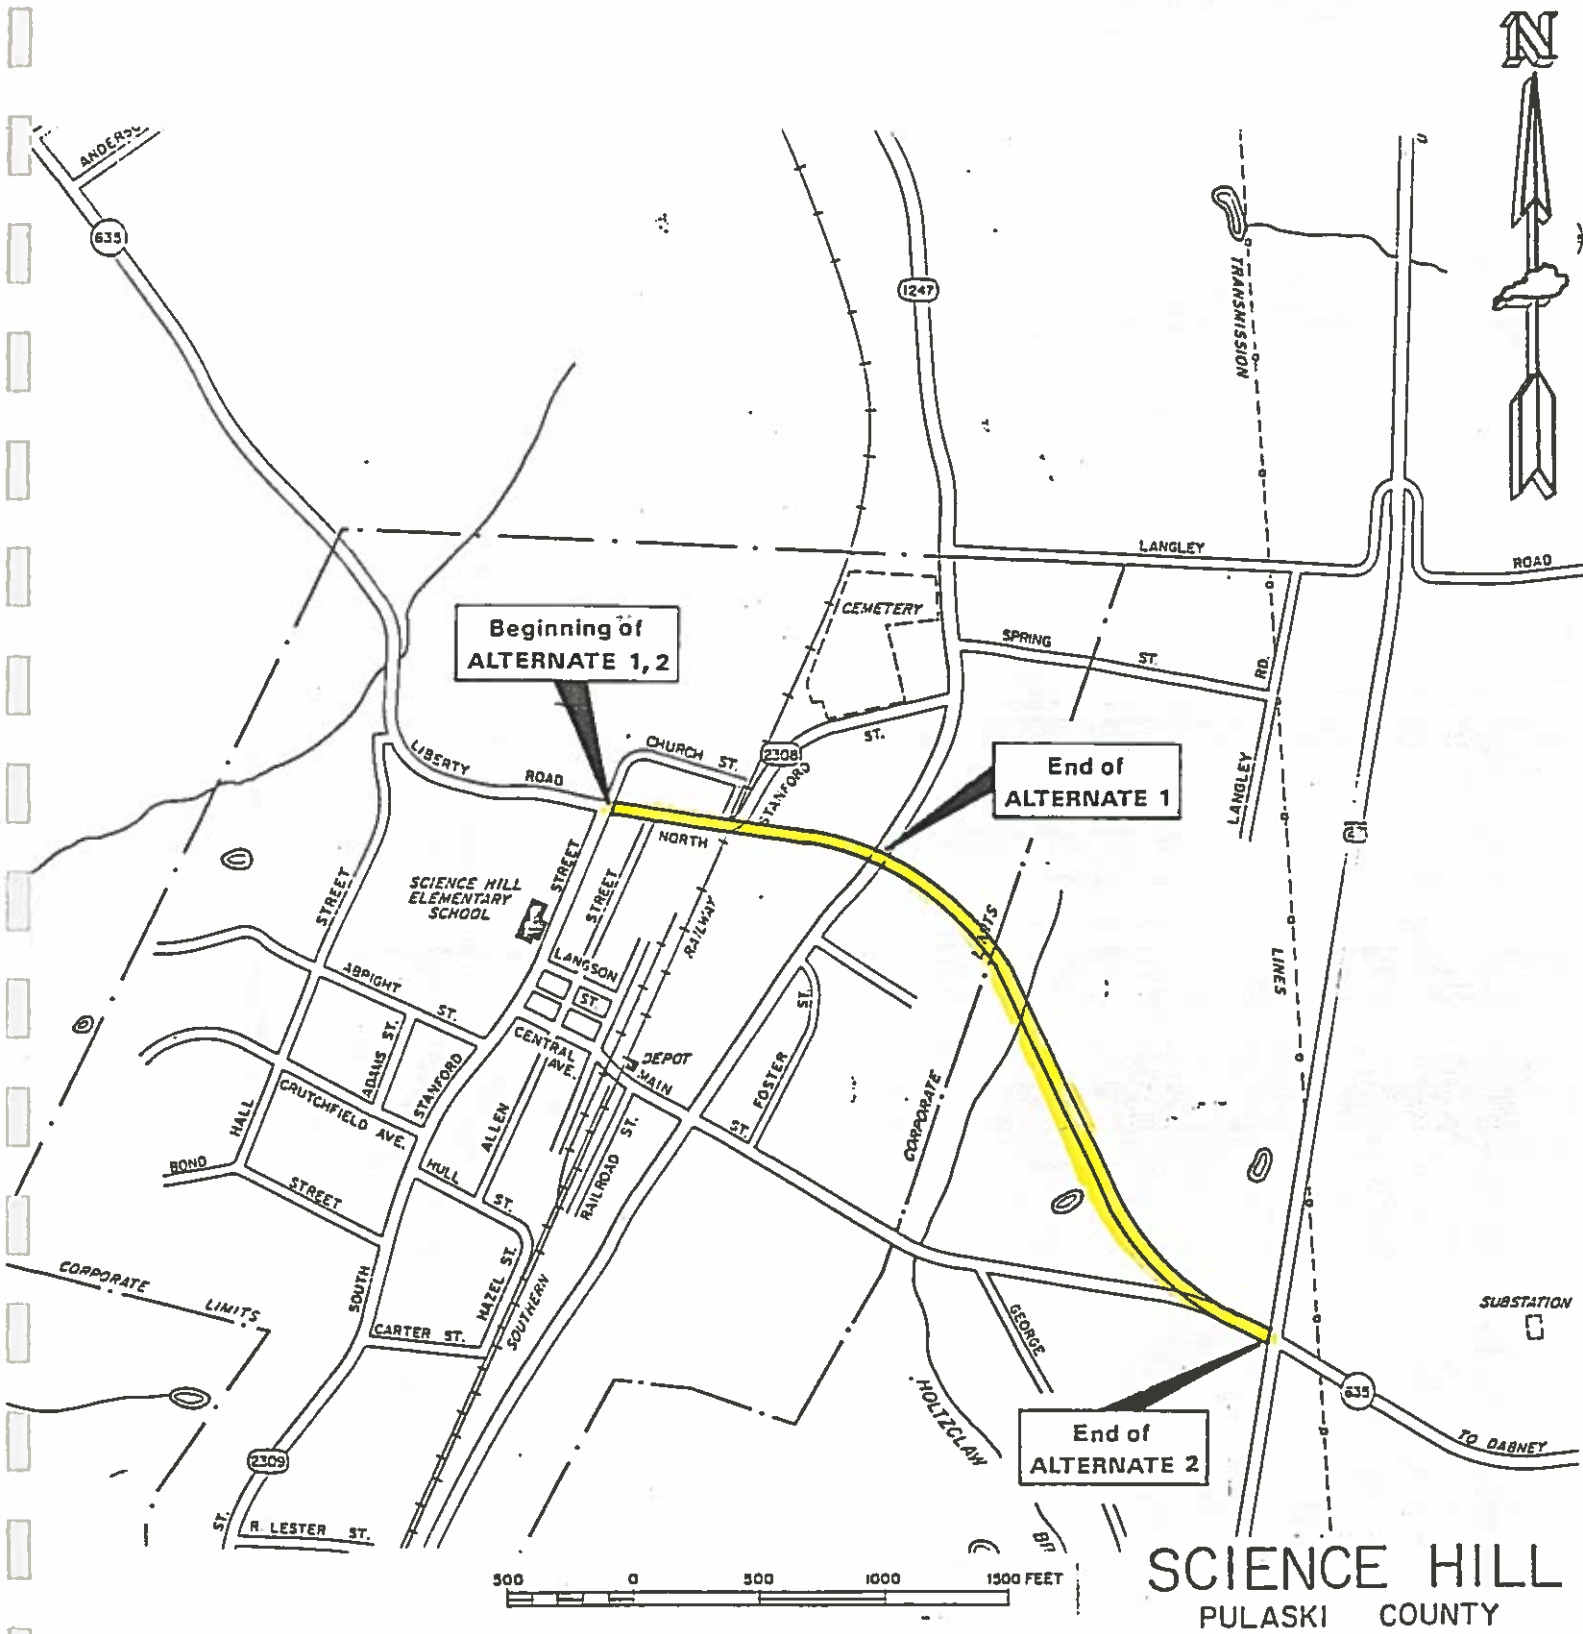 N
ANDERSO
635
1247
TRANSMISSION
LANGLEY
ROAD
CEMETERY
Beginning of
ALTERNATE 1, 2
SPRING
ST.
RD.
LIBERTY
ROAD
CHURCH ST.
2308
ST.
STANFORD
End of
ALTERNATE 1
LANGLEY
27
NORTH
STREET
STREET
STREET
SCIENCE HILL
ELEMENTARY
SCHOOL
RAILWAY
LINES
ABRIGHT
ST.
LANGSON
ST.
ST.
CENTRAL
AVE.
DEPOT
MAIN
ST.
FOSTER
ADAMS ST.
STANFORD
CRUTCHFIELD AVE.
HALL
ALLEN
CORPORATE
BOND
STREET
HULL
ST.
RAILROAD
ST.
CORPORATE
LIMITS
SOUTH
HAZEL ST.
SOUTHERN
CARTER ST.
GEORGE
SUBSTATION
635
HOLTZCLAW
BR
End of
ALTERNATE 2
TO DABNEY
2309
ST.
R. LESTER ST.
500 0 500 1000 1500 FEET
SCIENCE HILL
PULASKI COUNTY